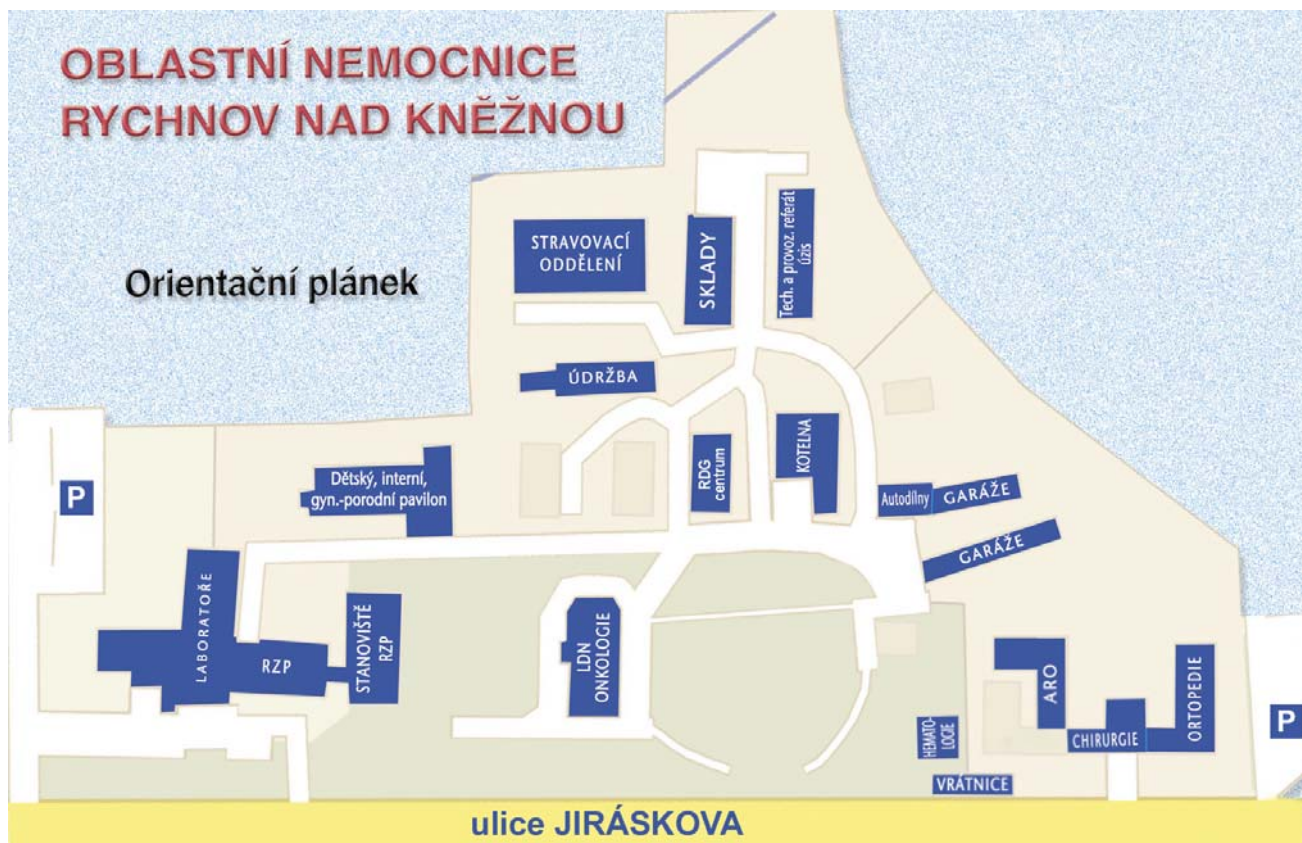 OBLASTNÍ NEMOCNICE
RYCHNOV NAD KNĚŽNOU
Orientační plánek
STRAVOVACÍ
ODDĚLENÍ
SKLADY
Tech. a provoz. referát
úzis
ÚDRŽBA
RDG
centrum
KOTELNA
Dětský, interní,
gyn.-porodní pavilon
P
Autodílny
GARÁŽE
GARÁŽE
LABORATOŘE
RZP
STANOVIŠTĚ
RZP
LDN
ONKOLOGIE
ARO
ORTOPEDIE
P
HEMATO-
LOGIE
CHIRURGIE
VRÁTNICE
ulice JIRÁSKOVA